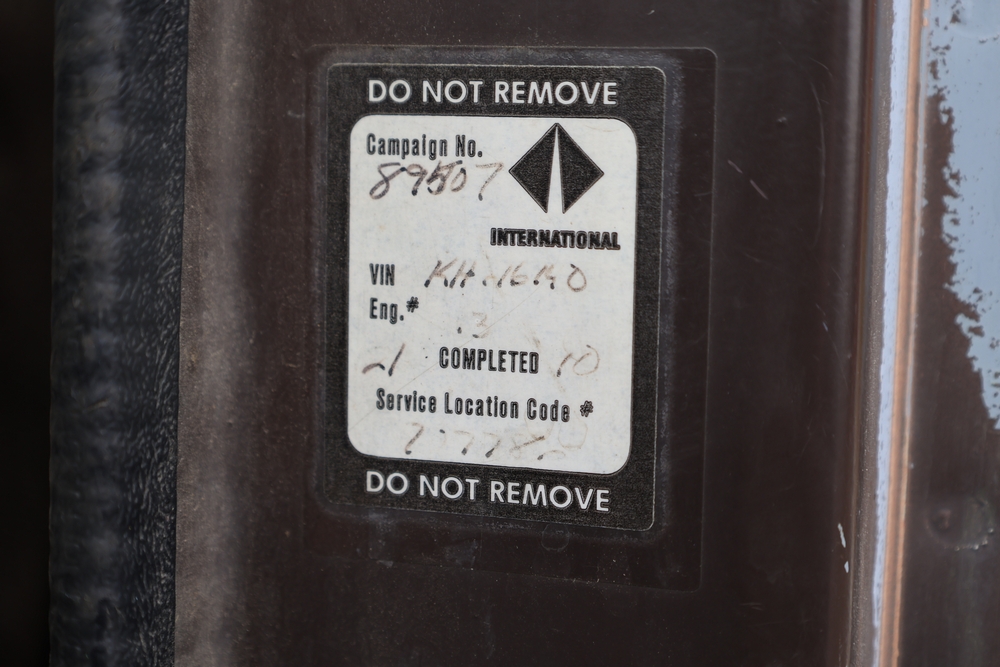 DO NOT REMOVE
Campaign No.
89507
INTERNATIONAL
VIN
Eng.#
COMPLETED
Service Location Code #
DO NOT REMOVE